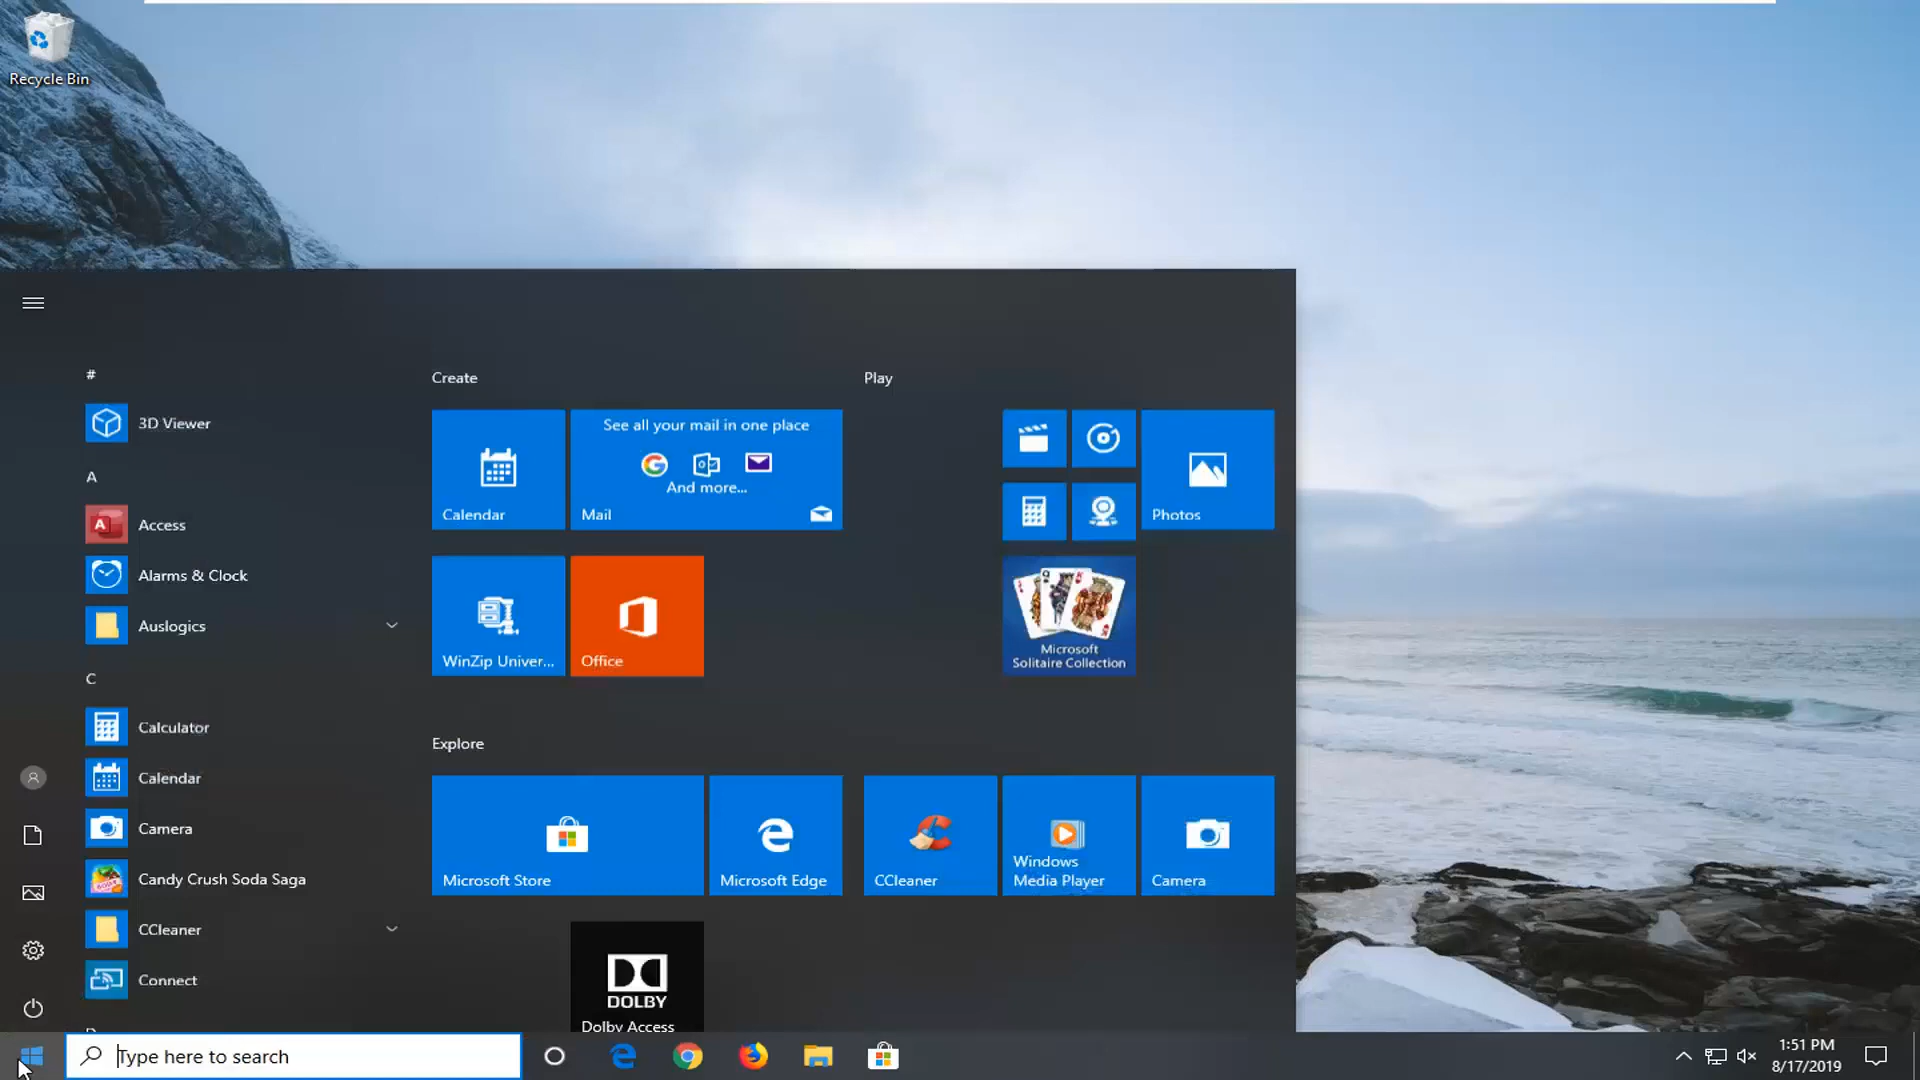 Recycle Bin
#
3D Viewer
A
Access
Alarms & Clock
Auslogics
C
Calculator
Calendar
Camera
Candy Crush Soda Saga
CCleaner
Connect
Create
Calendar
See all your mail in one place
And more...
Mail
WinZip Univer...
Office
Play
Photos
Microsoft
Solitaire Collection
Explore
Microsoft Store
Microsoft Edge
CCleaner
Windows
Media Player
Camera
DOLBY
Dolby Access
Type here to search
1:51 PM
8/17/2019